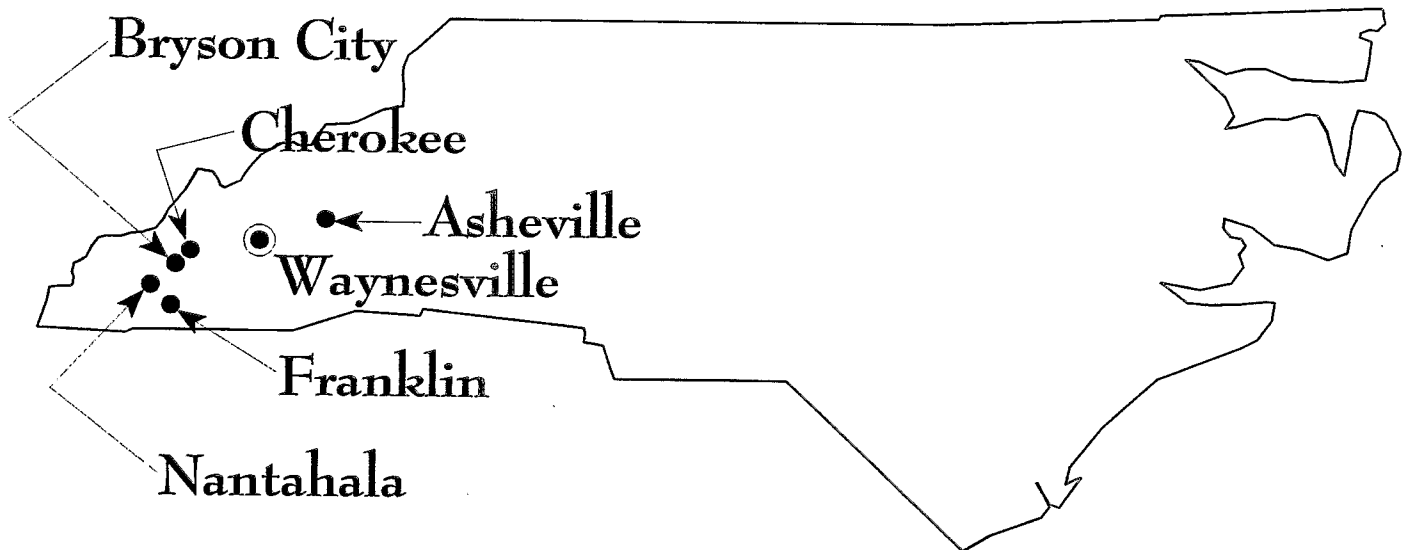 Bryson City
Cherokee
Asheville
Waynesville
Franklin
Nantahala